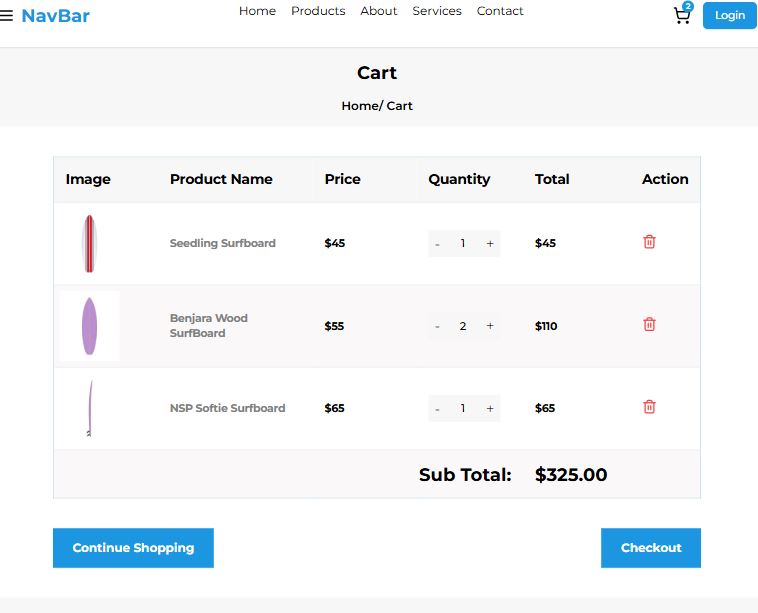 NavBar Home Products About Services Contact 2 Login
Cart
Home/ Cart
Image Product Name Price Quantity Total Action
Seedling Surfboard $45 - 1 + $45
Benjara Wood
SurfBoard $55 - 2 + $110
NSP Softie Surfboard $65 - 1 + $65
Sub Total: $325.00
Continue Shopping Checkout